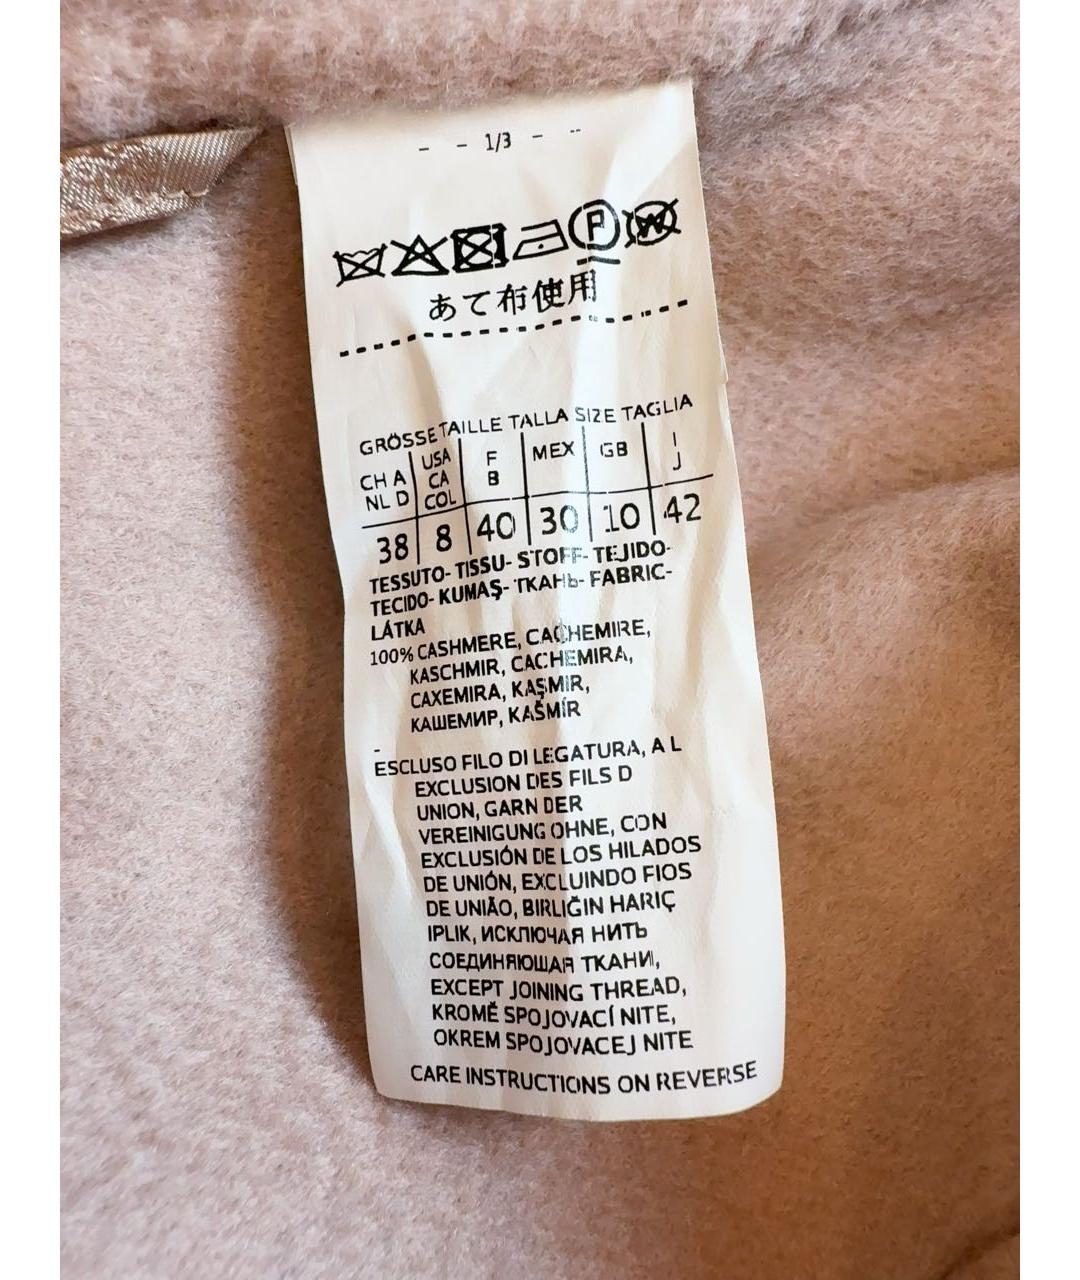 - - 1/3 - --
P W
あて布使用
GRÖSSE TAILLE TALLA SIZE TAGLIA
CH A NL D USA CA COL F B MEX GB I J
38 8 40 30 10 42
TESSUTO- TISSU- STOFF- TEJIDO-
TECIDO- KUMAŞ- ТКАНЬ- FABRIC-
LÁTKA
100% CASHMERE, CACHEMIRE,
KASCHMIR, CACHEMIRA,
CAXEMIRA, KAŞMIR,
КАШЕМИР, KAŠMÍR
-
ESCLUSO FILO DI LEGATURA, A L
EXCLUSION DES FILS D
UNION, GARN DER
VEREINIGUNG OHNE, CON
EXCLUSIÓN DE LOS HILADOS
DE UNIÓN, EXCLUINDO FIOS
DE UNIÃO, BIRLIĞIN HARIÇ
IPLIK, ИСКЛЮЧАЯ НИТЬ
СОЕДИНЯЮЩАЯ ТКАНИ,
EXCEPT JOINING THREAD,
KROMĚ SPOJOVACÍ NITE,
OKREM SPOJOVACEJ NITE
CARE INSTRUCTIONS ON REVERSE